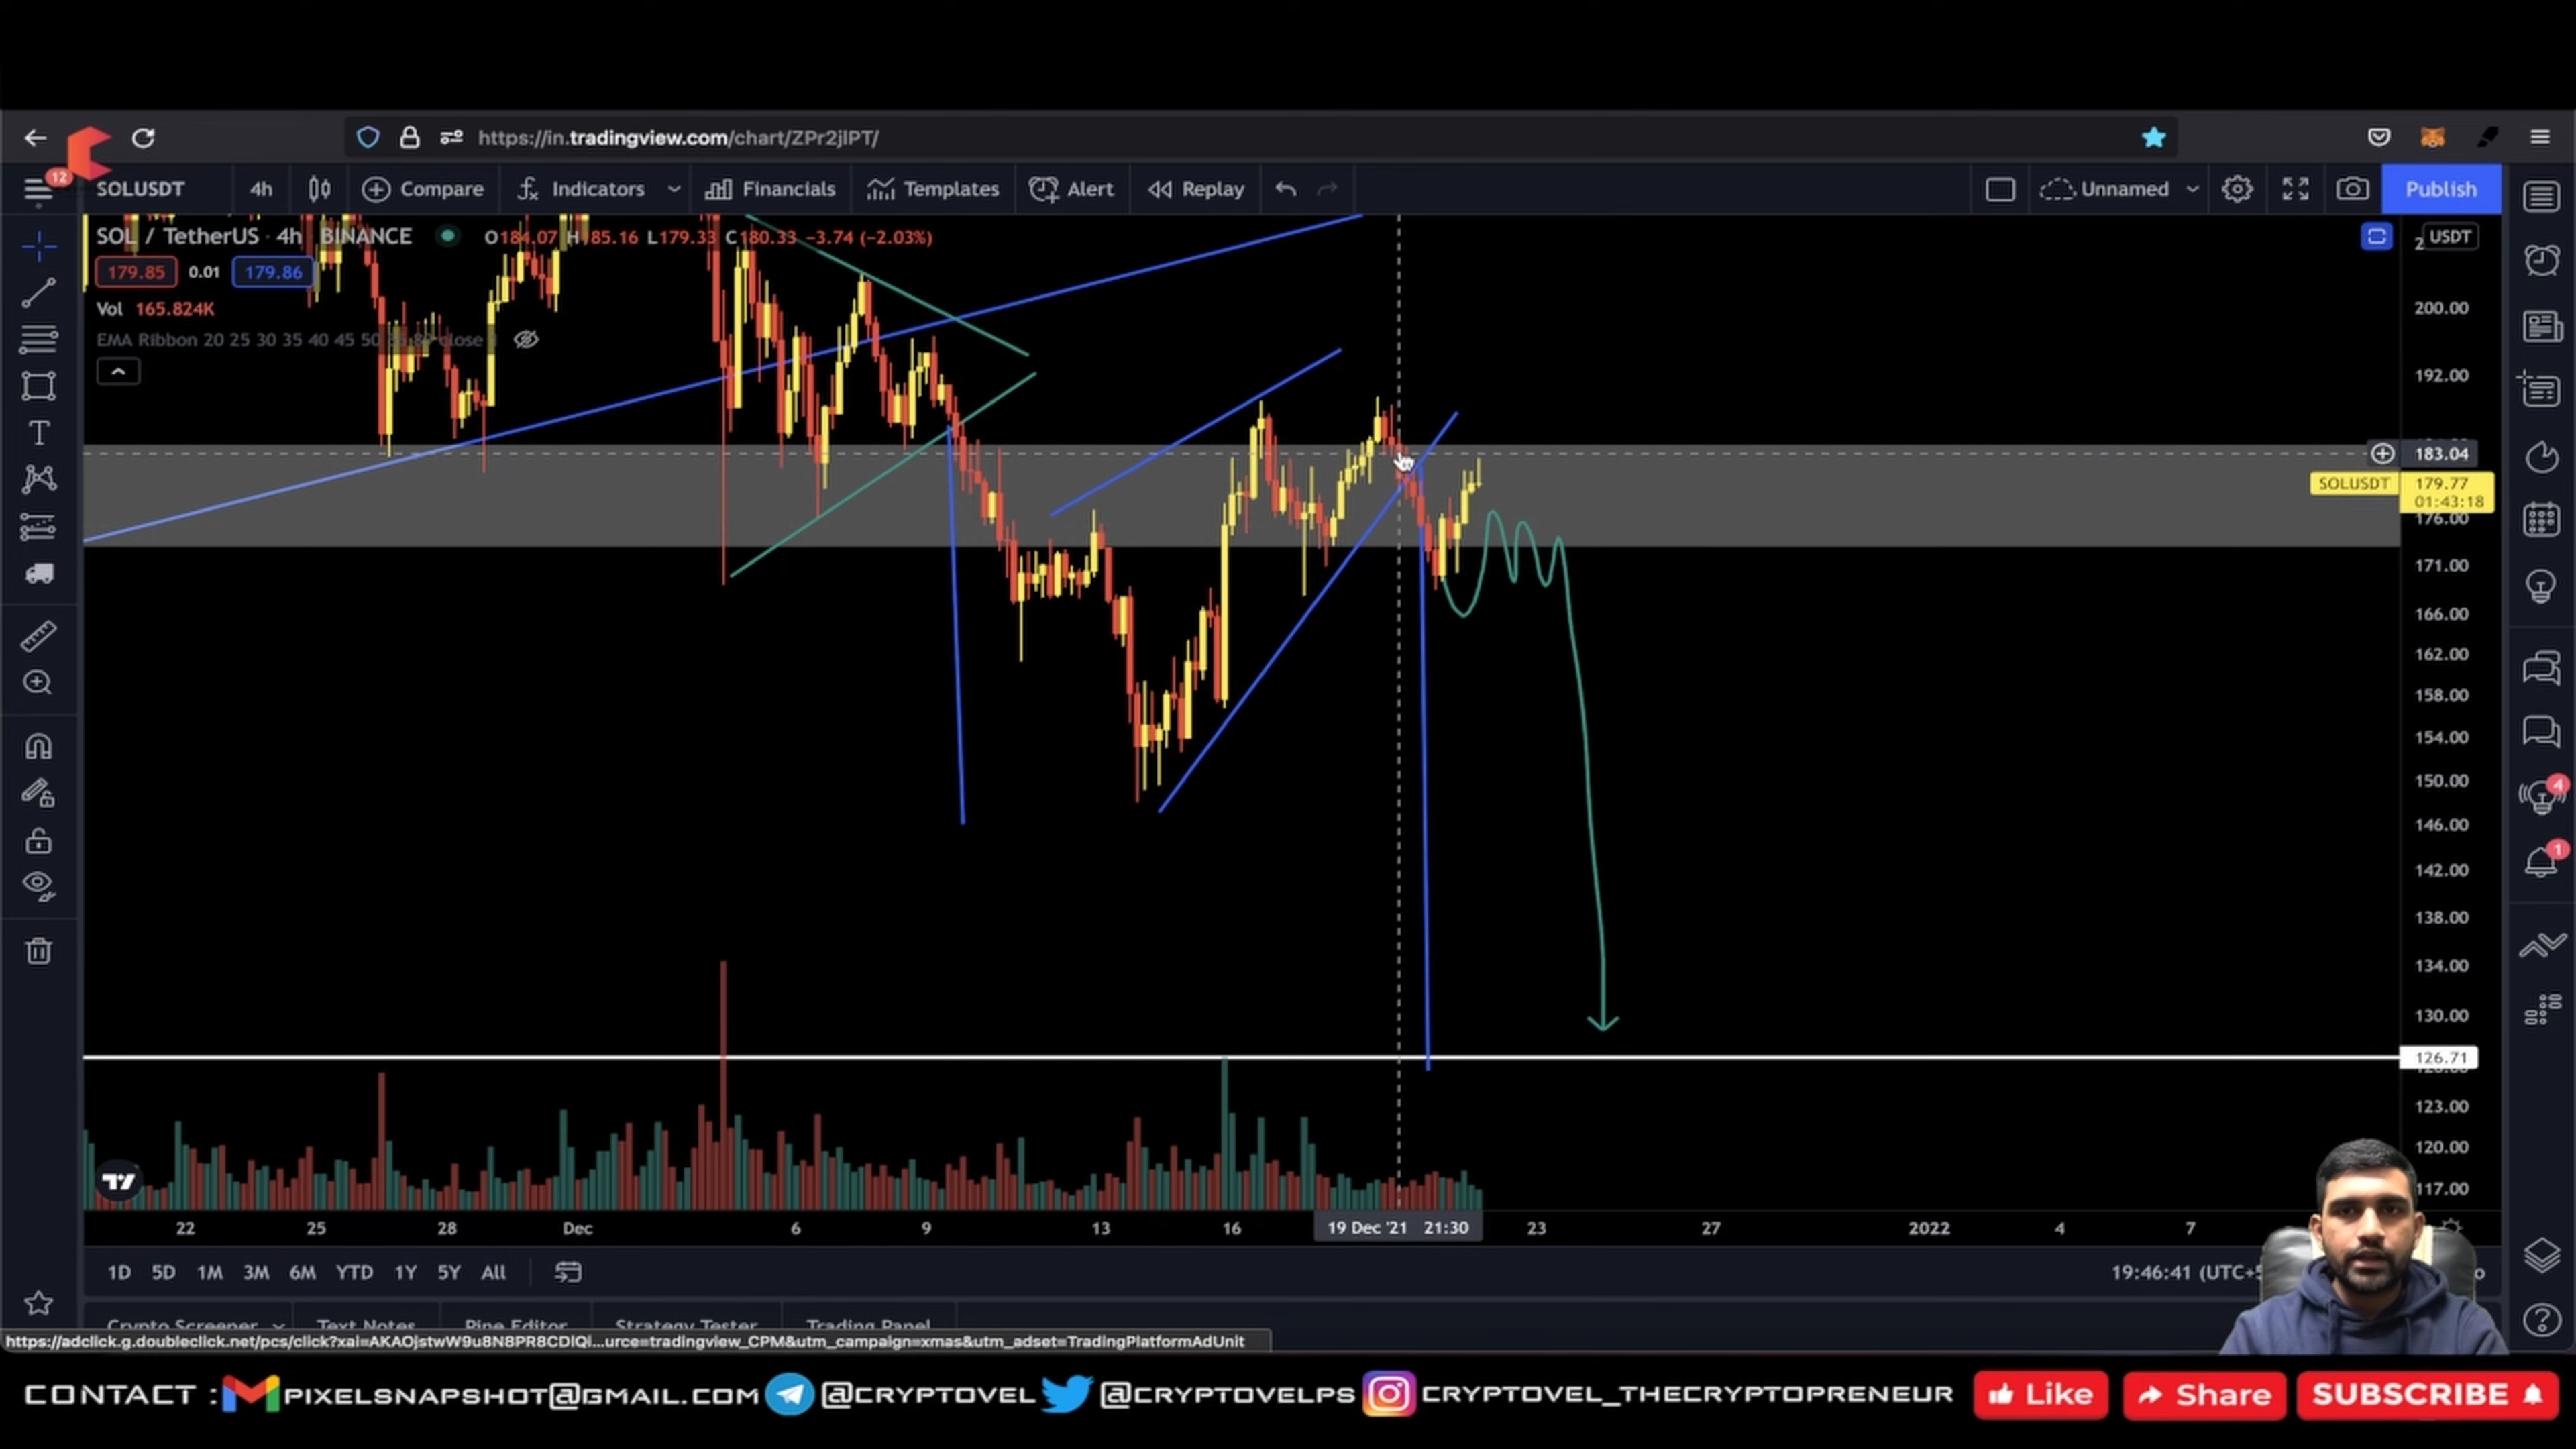 https://in.tradingview.com/chart/ZPr2jlPT/
12
SOLUSDT 4h Compare Indicators Financials Templates Alert Replay Unnamed Publish
SOL / TetherUS · 4h BINANCE O184.07 H185.16 L179.33 C180.33 −3.74 (−2.03%)
USDT
179.85 0.01 179.86
Vol 165.824K
EMA Ribbon 20 25 30 35 40 45 50
close
200.00
192.00
183.04
SOLUSDT 179.77
01:43:18
176.00
171.00
166.00
162.00
158.00
154.00
150.00
146.00
142.00
138.00
134.00
130.00
126.71
123.00
120.00
117.00
4
1
22 25 28 Dec 6 9 13 16 19 Dec '21 21:30 23 27 2022 4 7
1D 5D 1M 3M 6M YTD 1Y 5Y All
19:46:41 (UTC+5
Crypto Screener Text Notes Pine Editor Strategy Tester Trading Panel
https://adclick.g.doubleclick.net/pcs/click?xai=AKAOjstwW9u8N8PR8CDlQi...urce=tradingview_CPM&utm_campaign=xmas&utm_adset=TradingPlatformAdUnit
CONTACT : PIXELSNAPSHOT@GMAIL.COM @CRYPTOVEL @CRYPTOVELPS CRYPTOVEL_THECRYPTOPRENEUR Like Share SUBSCRIBE